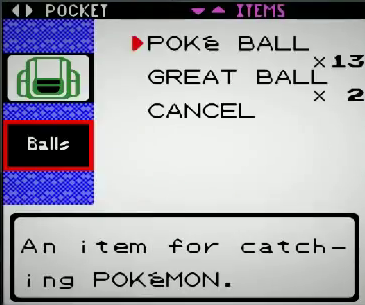 ◀▶ POCKET ▼▲ ITEMS
▶POKé BALL
×13
GREAT BALL
× 2
CANCEL
Balls
An item for catch-
ing POKéMON.